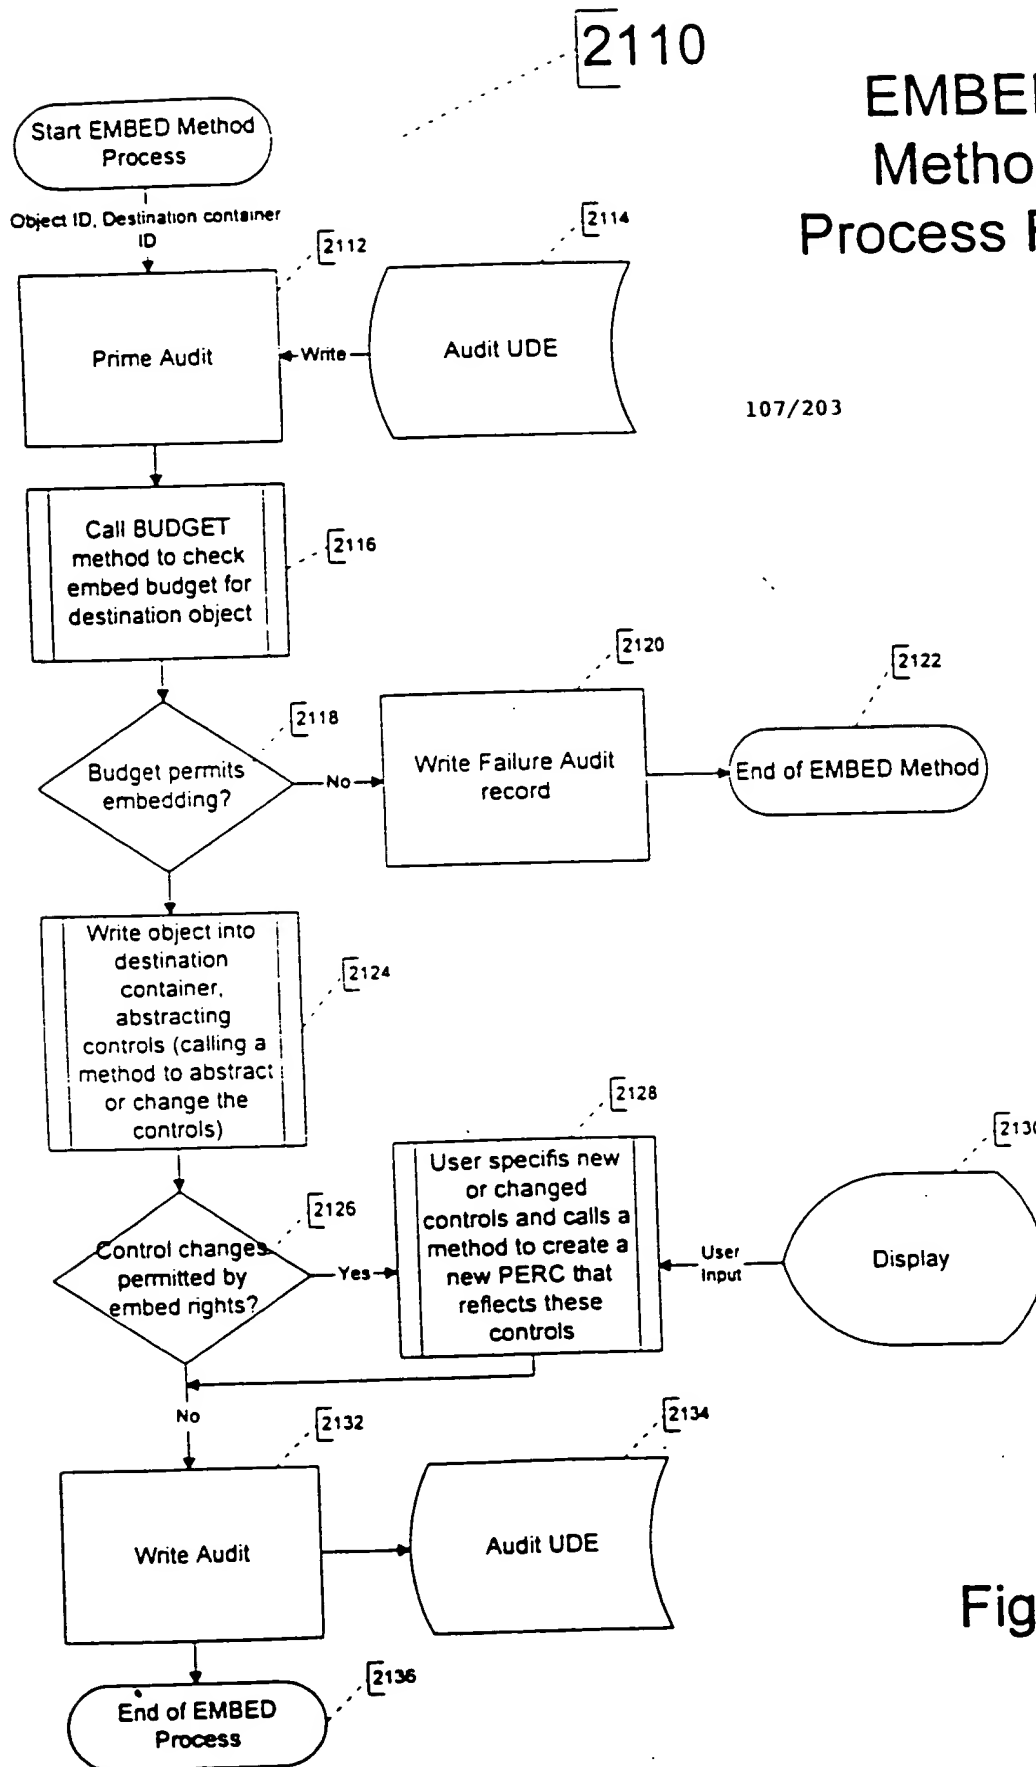 2110
EMBED
Metho
Process F
Start EMBED Method
Process
Object ID, Destination container
ID
2112
2114
Prime Audit
Write
Audit UDE
107/203
Call BUDGET
method to check
embed budget for
destination object
2116
2118
2120
2122
Budget permits
embedding?
No
Write Failure Audit
record
End of EMBED Method
Write object into
destination
container,
abstracting
controls (calling a
method to abstract
or change the
controls)
2124
2126
2128
2130
Control changes
permitted by
embed rights?
Yes
User specifis new
or changed
controls and calls a
method to create a
new PERC that
reflects these
controls
User
Input
Display
No
2132
2134
Write Audit
Audit UDE
Fig
2136
End of EMBED
Process